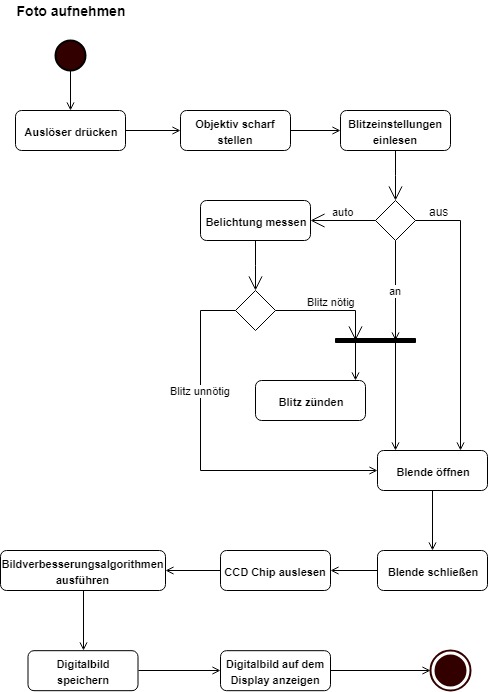 Foto aufnehmen
Auslöser drücken
Objektiv scharf
stellen
Blitzeinstellungen
einlesen
Belichtung messen
auto
aus
an
Blitz nötig
Blitz unnötig
Blitz zünden
Blende öffnen
Bildverbesserungsalgorithmen
ausführen
CCD Chip auslesen
Blende schließen
Digitalbild
speichern
Digitalbild auf dem
Display anzeigen